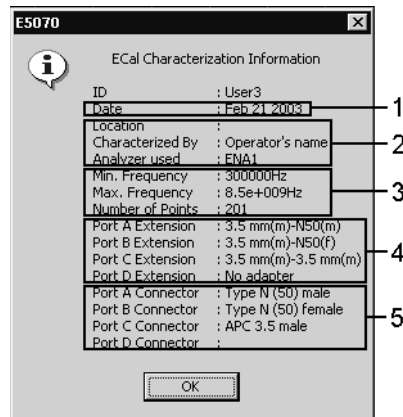 E5070
ECal Characterization Information
ID : User3
Date : Feb 21 2003
1
Location :
Characterized By : Operator's name
2
Analyzer used : ENA1
Min. Frequency : 300000Hz
Max. Frequency : 8.5e+009Hz
3
Number of Points : 201
Port A Extension : 3.5 mm(m)-N50(m)
Port B Extension : 3.5 mm(m)-N50(f)
4
Port C Extension : 3.5 mm(m)-3.5 mm(m)
Port D Extension : No adapter
Port A Connector : Type N (50) male
Port B Connector : Type N (50) female
5
Port C Connector : APC 3.5 male
Port D Connector :
OK